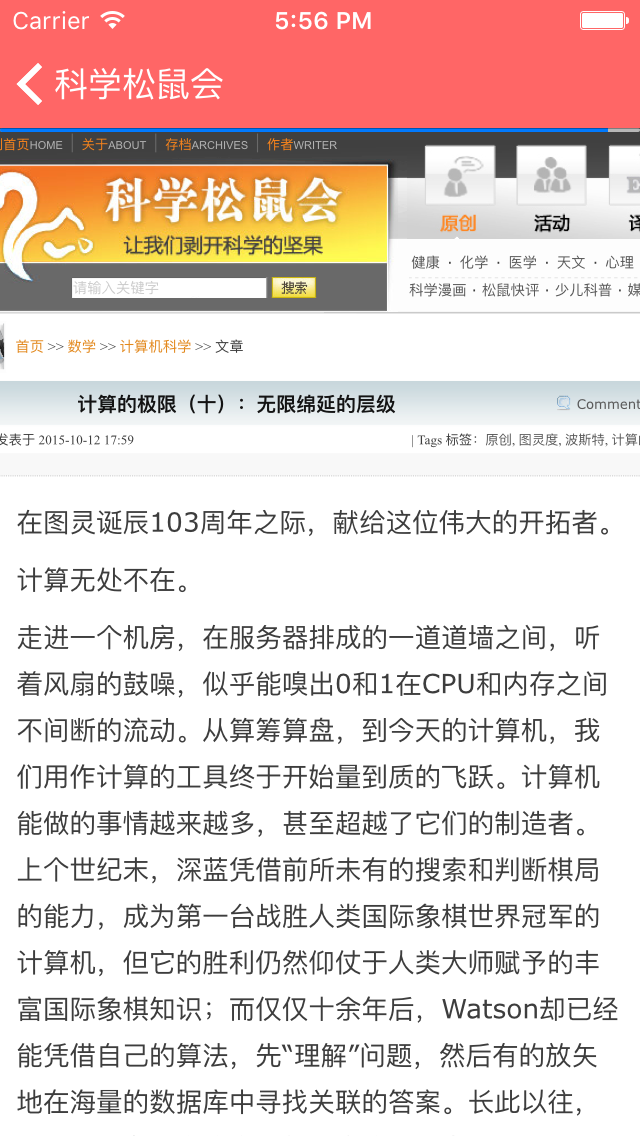 Carrier 5:56 PM
科学松鼠会
首页HOME 关于ABOUT 存档ARCHIVES 作者WRITER
科学松鼠会
让我们剥开科学的坚果
请输入关键字 搜索
原创 活动 译
健康 · 化学 · 医学 · 天文 · 心理
科学漫画 · 松鼠快评 · 少儿科普 · 媒
首页 >> 数学 >> 计算机科学 >> 文章
计算的极限（十）：无限绵延的层级
Comment
发表于 2015-10-12 17:59 | Tags 标签：原创, 图灵度, 波斯特, 计算
在图灵诞辰103周年之际，献给这位伟大的开拓者。
计算无处不在。
走进一个机房，在服务器排成的一道道墙之间，听
着风扇的鼓噪，似乎能嗅出0和1在CPU和内存之间
不间断的流动。从算筹算盘，到今天的计算机，我
们用作计算的工具终于开始量到质的飞跃。计算机
能做的事情越来越多，甚至超越了它们的制造者。
上个世纪末，深蓝凭借前所未有的搜索和判断棋局
的能力，成为第一台战胜人类国际象棋世界冠军的
计算机，但它的胜利仍然仰仗于人类大师赋予的丰
富国际象棋知识；而仅仅十余年后，Watson却已经
能凭借自己的算法，先“理解”问题，然后有的放矢
地在海量的数据库中寻找关联的答案。长此以往，